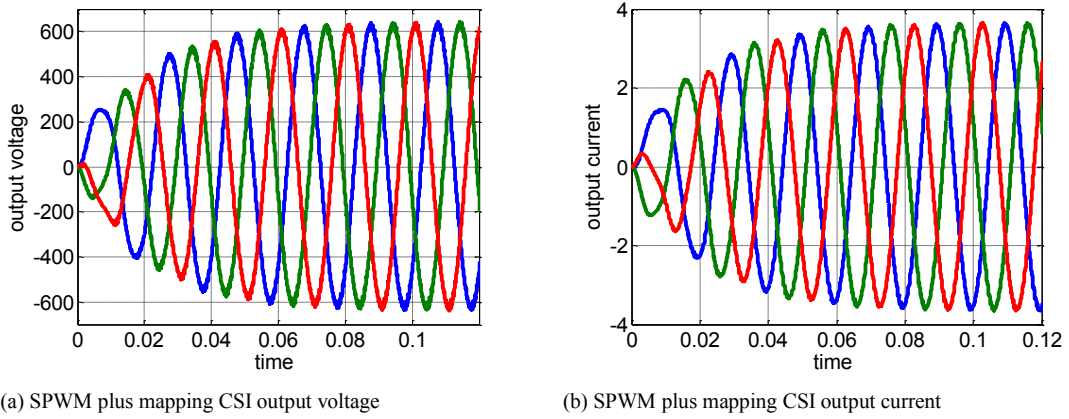 output voltage
600
400
200
0
-200
-400
-600
0 0.02 0.04 0.06 0.08 0.1
time
(a) SPWM plus mapping CSI output voltage
output current
4
2
0
-2
-4
0 0.02 0.04 0.06 0.08 0.1 0.12
time
(b) SPWM plus mapping CSI output current